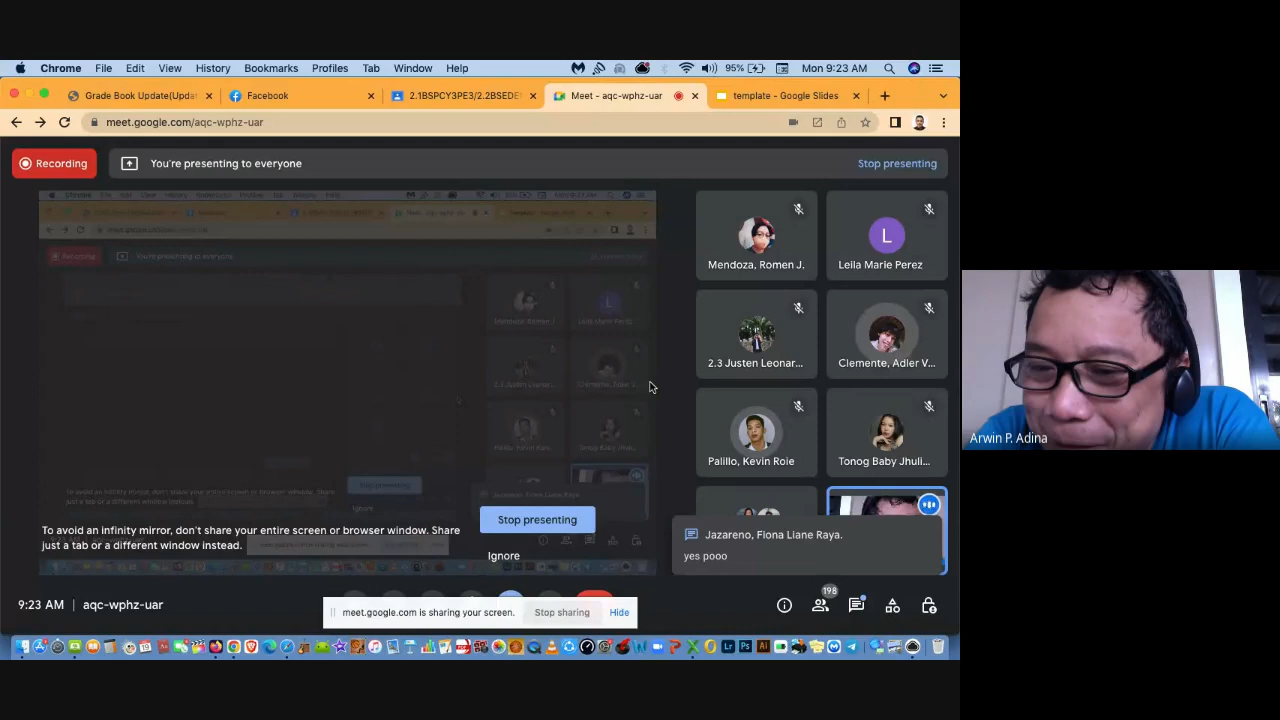 Chrome File Edit View History Bookmarks Profiles Tab Window Help 95% Mon 9:23 AM
Grade Book Update(Upda Facebook 2.1BSPCY3PE3/2.2BSEDE Meet - aqc-wphz-uar template - Google Slides
meet.google.com/aqc-wphz-uar
Recording You're presenting to everyone Stop presenting
Mendoza, Romen J. L Leila Marie Perez
2.3 Justen Leonar... Clemente, Adler V...
Palillo, Kevin Roie Tonog Baby Jhuli...
Arwin P. Adina
To avoid an infinity mirror, don't share your entire screen or browser window. Share
just a tab or a different window instead.
Stop presenting
Ignore
Jazareno, Fiona Liane Raya.
yes pooo
9:23 AM aqc-wphz-uar 198
meet.google.com is sharing your screen. Stop sharing Hide